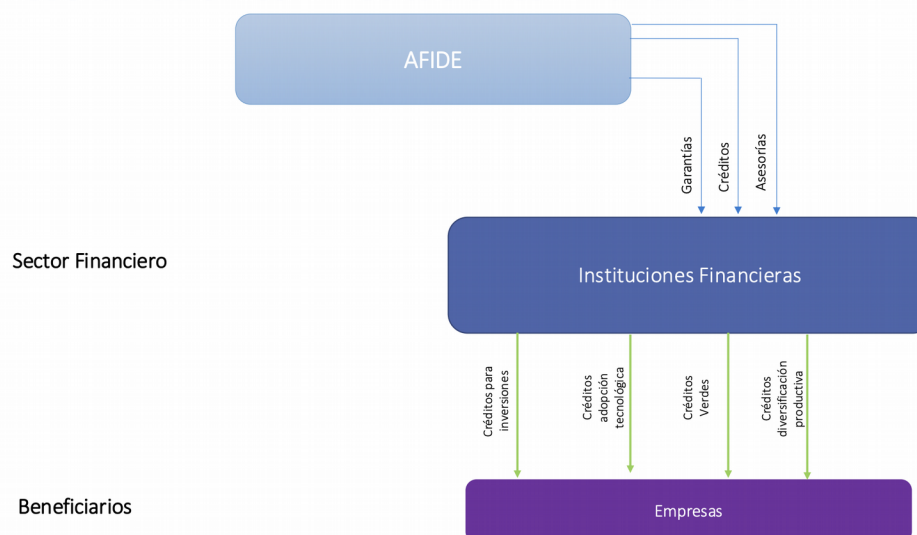 AFIDE
Garantías
Créditos
Asesorías
Sector Financiero
Instituciones Financieras
Créditos para
inversiones
Créditos
adopción
tecnológica
Créditos
Verdes
Créditos
diversificación
productiva
Beneficiarios
Empresas